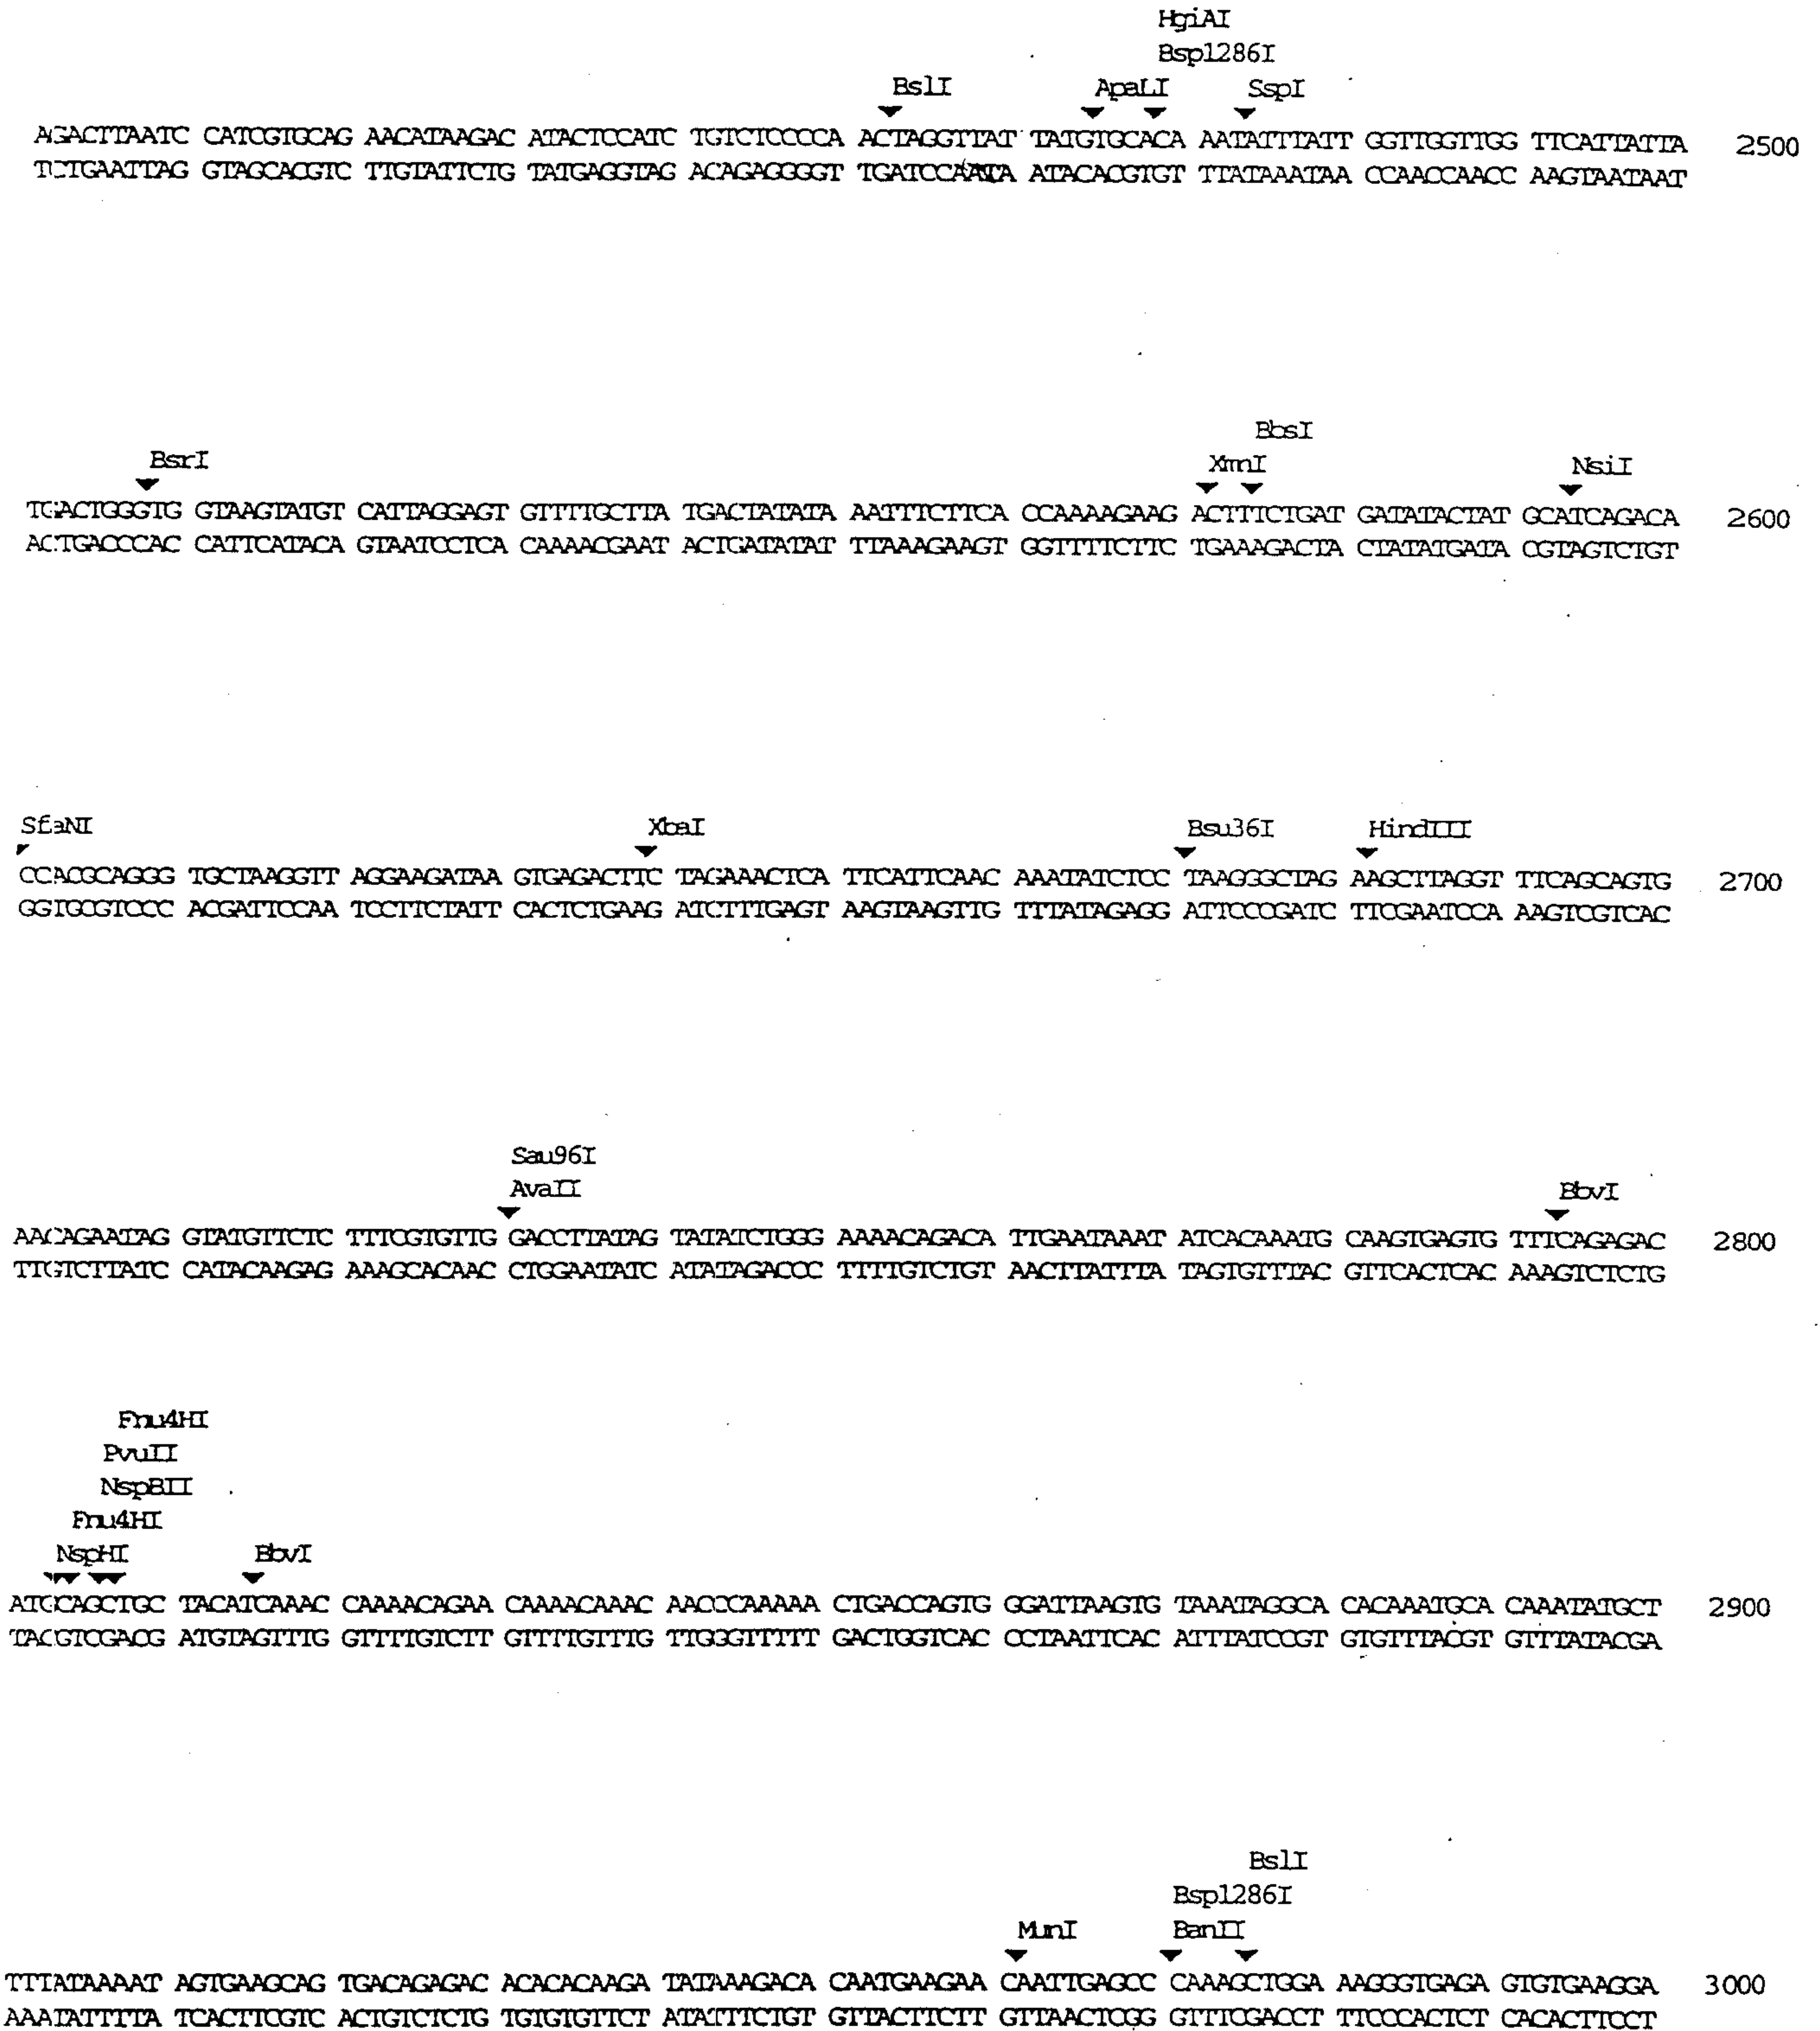 HgiAI
Bsp1286I
BslI ApaLI SspI
AGACTTAATC CATCGTGCAG AACATAAGAC ATACTCCATC TGTCTCCCCA ACTAGGTTAT TATGTGCACA AATATTTATT GGTTGGTTGG TTCATTATTA 2500
TCTGAATTAG GTAGCACGTC TTGTATTCTG TATGAGGTAG ACAGAGGGGT TGATCCAATA ATACACGTGT TTATAAATAA CCAACCAACC AAGTAATAAT
BbsI
BsrI XmnI NsiI
TGACTGGGTG GTAAGTATGT CATTAGGAGT GTTTTGCTTA TGACTATATA AATTTCTTCA CCAAAAGAAG ACTTTCTGAT GATATACTAT GCATCAGACA 2600
ACTGACCCAC CATTCATACA GTAATCCTCA CAAAACGAAT ACTGATATAT TTAAAGAAGT GGTTTTCTTC TGAAAGACTA CTATATGATA CGTAGTCTGT
SfaNI XbaI Bsu36I HindIII
CCACGCAGGG TGCTAAGGTT AGGAAGATAA GTGAGACTTC TAGAAACTCA TTCATTCAAC AAATATCTCC TAAGGGCTAG AAGCTTAGGT TTCAGCAGTG 2700
GGTGCGTCCC ACGATTCCAA TCCTTCTATT CACTCTGAAG ATCTTTGAGT AAGTAAGTTG TTTATAGAGG ATTCCCGATC TTCGAATCCA AAGTCGTCAC
Sau96I
AvaII BbvI
AACAGAATAG GTATGTTCTC TTTCGTGTTG GACCTTATAG TATATCTGGG AAAACAGACA TTGAATAAAT ATCACAAATG CAAGTGAGTG TTTCAGAGAC 2800
TTGTCTTATC CATACAAGAG AAAGCACAAC CTGGAATATC ATATAGACCC TTTTGTCTGT AACTTATTTA TAGTGTTTAC GTTCACTCAC AAAGTCTCTG
Fnu4HI
PvuII
NspBII
Fnu4HI
NspHI BbvI
ATGCAGCTGC TACATCAAAC CAAAACAGAA CAAAACAAAC AACCCAAAAA CTGACCAGTG GGATTAAGTG TAAATAGGCA CACAAATGCA CAAATATGCT 2900
TACGTCGACG ATGTAGTTTG GTTTTGTCTT GTTTTGTTTG TTGGGTTTTT GACTGGTCAC CCTAATTCAC ATTTATCCGT GTGTTTACGT GTTTATACGA
BslI
Bsp1286I
MunI BanII
TTTATAAAAT AGTGAAGCAG TGACAGAGAC ACACACAAGA TATAAAGACA CAATGAAGAA CAATTGAGCC CAAAGCTGGA AAGGGTGAGA GTGTGAAGGA 3000
AAATATTTTA TCACTTCGTC ACTGTCTCTG TGTGTGTTCT ATATTTCTGT GTTACTTCTT GTTAACTCGG GTTTCGACCT TTCCCACTCT CACACTTCCT